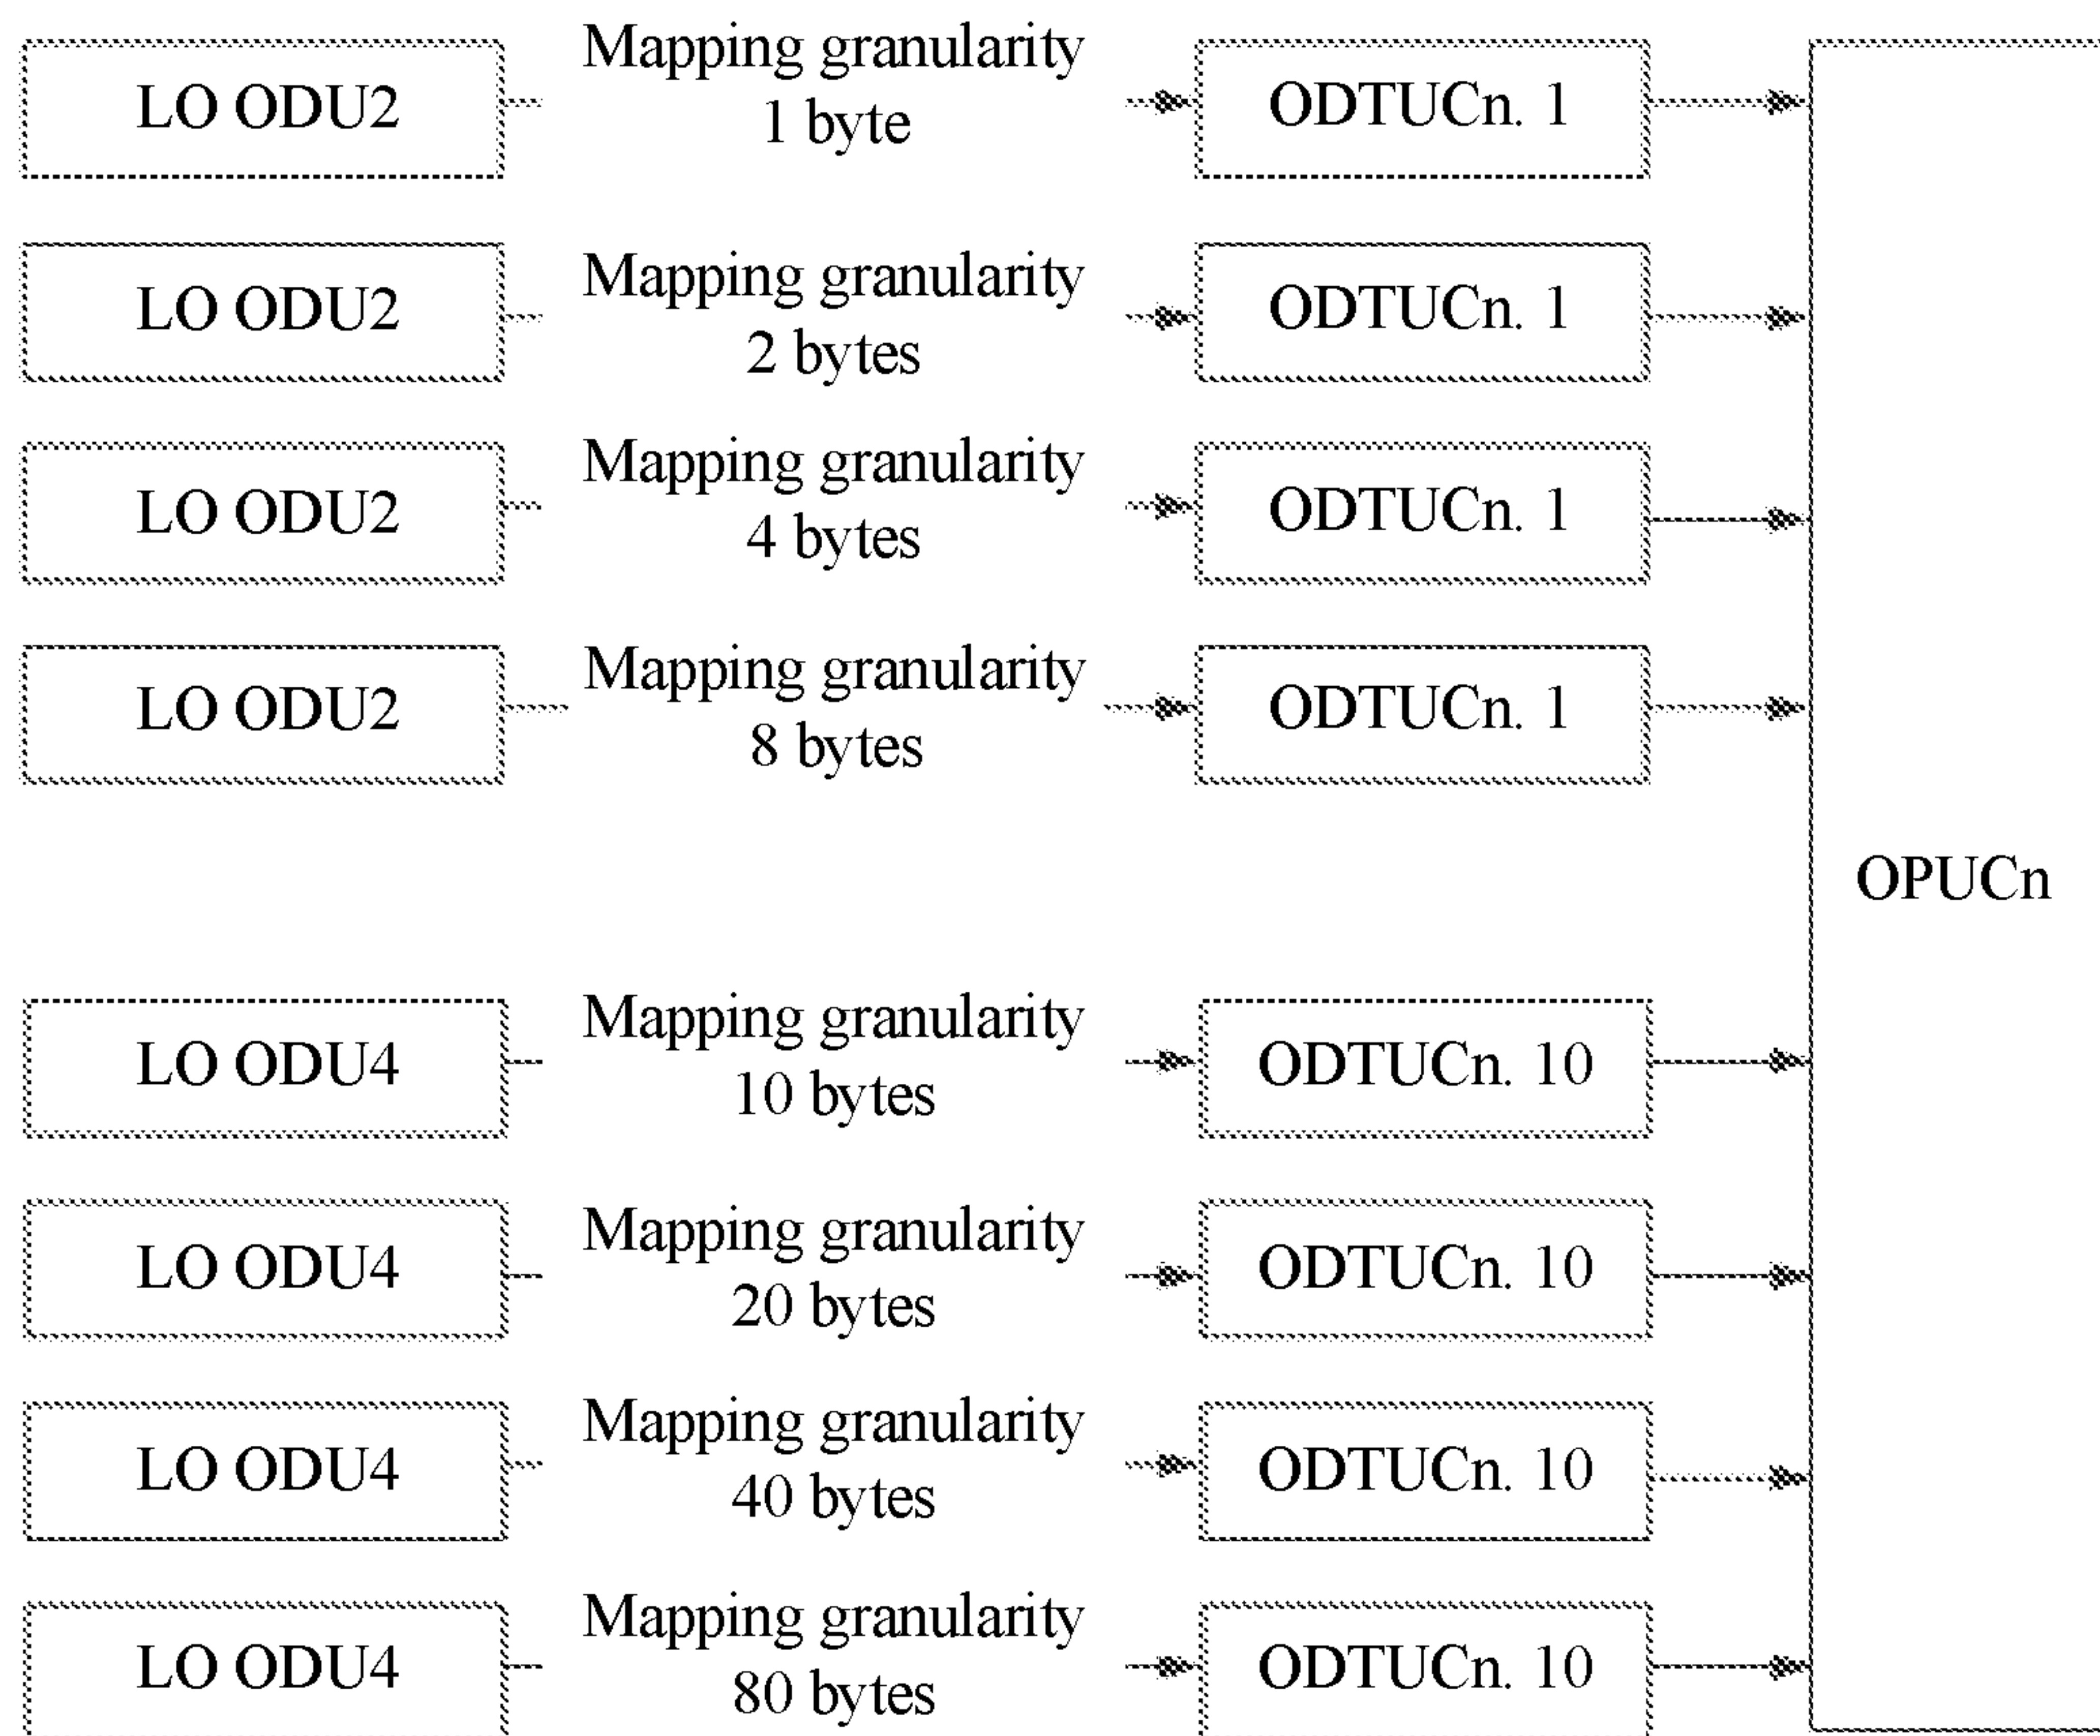 LO ODU2
Mapping granularity
1 byte
ODTUCn. 1
LO ODU2
Mapping granularity
2 bytes
ODTUCn. 1
LO ODU2
Mapping granularity
4 bytes
ODTUCn. 1
LO ODU2
Mapping granularity
8 bytes
ODTUCn. 1
OPUCn
LO ODU4
Mapping granularity
10 bytes
ODTUCn. 10
LO ODU4
Mapping granularity
20 bytes
ODTUCn. 10
LO ODU4
Mapping granularity
40 bytes
ODTUCn. 10
LO ODU4
Mapping granularity
80 bytes
ODTUCn. 10